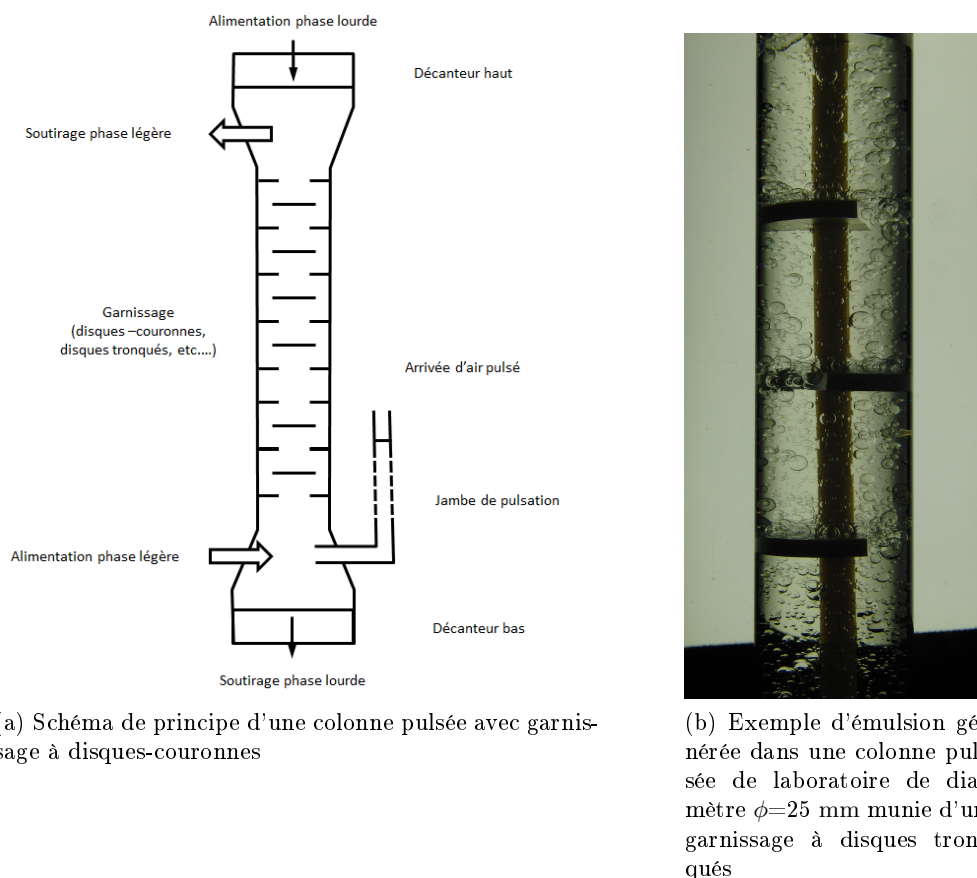 Alimentation phase lourde
Décanteur haut
Soutirage phase légère
Garnissage
(disques –couronnes,
disques tronqués, etc....)
Arrivée d'air pulsé
Jambe de pulsation
Alimentation phase légère
Décanteur bas
Soutirage phase lourde
a) Schéma de principe d'une colonne pulsée avec garnis-
sage à disques-couronnes
(b) Exemple d'émulsion gé
nérée dans une colonne pul
sée de laboratoire de dia
mètre ϕ=25 mm munie d'un
garnissage à disques tron
qués